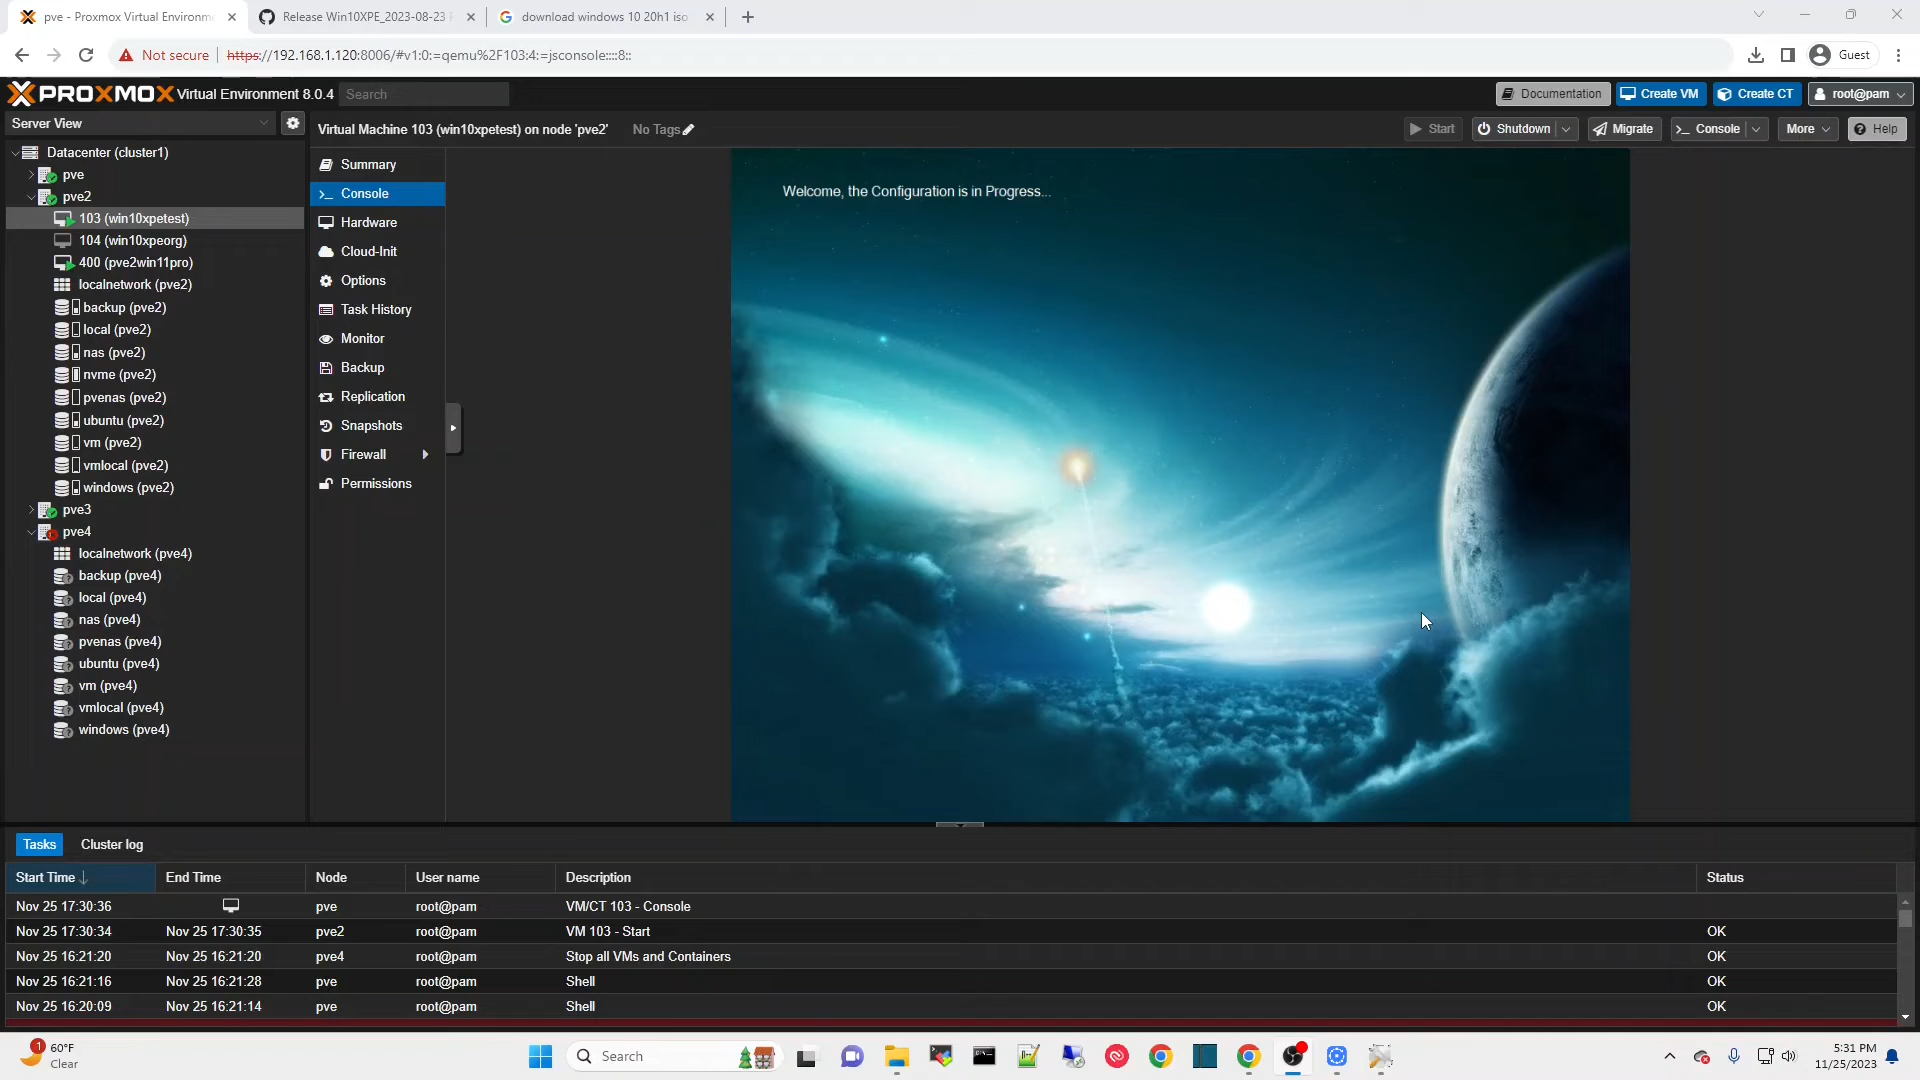 pve - Proxmox Virtual Environm
Release Win10XPE_2023-08-23
download windows 10 20h1 iso
Not secure
https://192.168.1.120:8006/#v1:0:=qemu%2F103:4:=jsconsole::::8::
Guest
PROXMOX Virtual Environment 8.0.4
Search
Documentation
Create VM
Create CT
root@pam
Server View
Virtual Machine 103 (win10xpetest) on node 'pve2'
No Tags
Start
Shutdown
Migrate
Console
More
Help
Datacenter (cluster1)
pve
pve2
103 (win10xpetest)
104 (win10xpeorg)
400 (pve2win11pro)
localnetwork (pve2)
backup (pve2)
local (pve2)
nas (pve2)
nvme (pve2)
pvenas (pve2)
ubuntu (pve2)
vm (pve2)
vmlocal (pve2)
windows (pve2)
pve3
pve4
localnetwork (pve4)
backup (pve4)
local (pve4)
nas (pve4)
pvenas (pve4)
ubuntu (pve4)
vm (pve4)
vmlocal (pve4)
windows (pve4)
Summary
Console
Hardware
Cloud-Init
Options
Task History
Monitor
Backup
Replication
Snapshots
Firewall
Permissions
Welcome, the Configuration is in Progress...
Tasks
Cluster log
Start Time End Time Node User name Description Status
Nov 25 17:30:36 pve root@pam VM/CT 103 - Console
Nov 25 17:30:34 Nov 25 17:30:35 pve2 root@pam VM 103 - Start OK
Nov 25 16:21:20 Nov 25 16:21:20 pve4 root@pam Stop all VMs and Containers OK
Nov 25 16:21:16 Nov 25 16:21:28 pve root@pam Shell OK
Nov 25 16:20:09 Nov 25 16:21:14 pve root@pam Shell OK
1
60°F
Clear
Search
5:31 PM
11/25/2023